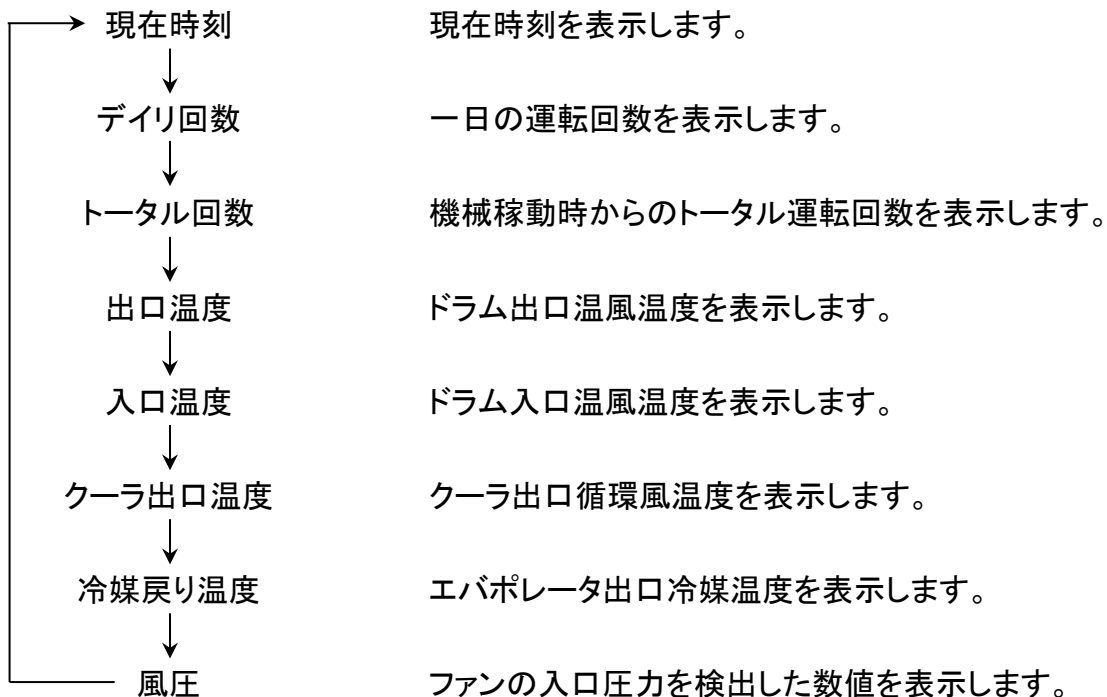 現在時刻 現在時刻を表示します。
デイリ回数 一日の運転回数を表示します。
トータル回数 機械稼動時からのトータル運転回数を表示します。
出口温度 ドラム出口温風温度を表示します。
入口温度 ドラム入口温風温度を表示します。
クーラ出口温度 クーラ出口循環風温度を表示します。
冷媒戻り温度 エバポレータ出口冷媒温度を表示します。
風圧 ファンの入口圧力を検出した数値を表示します。